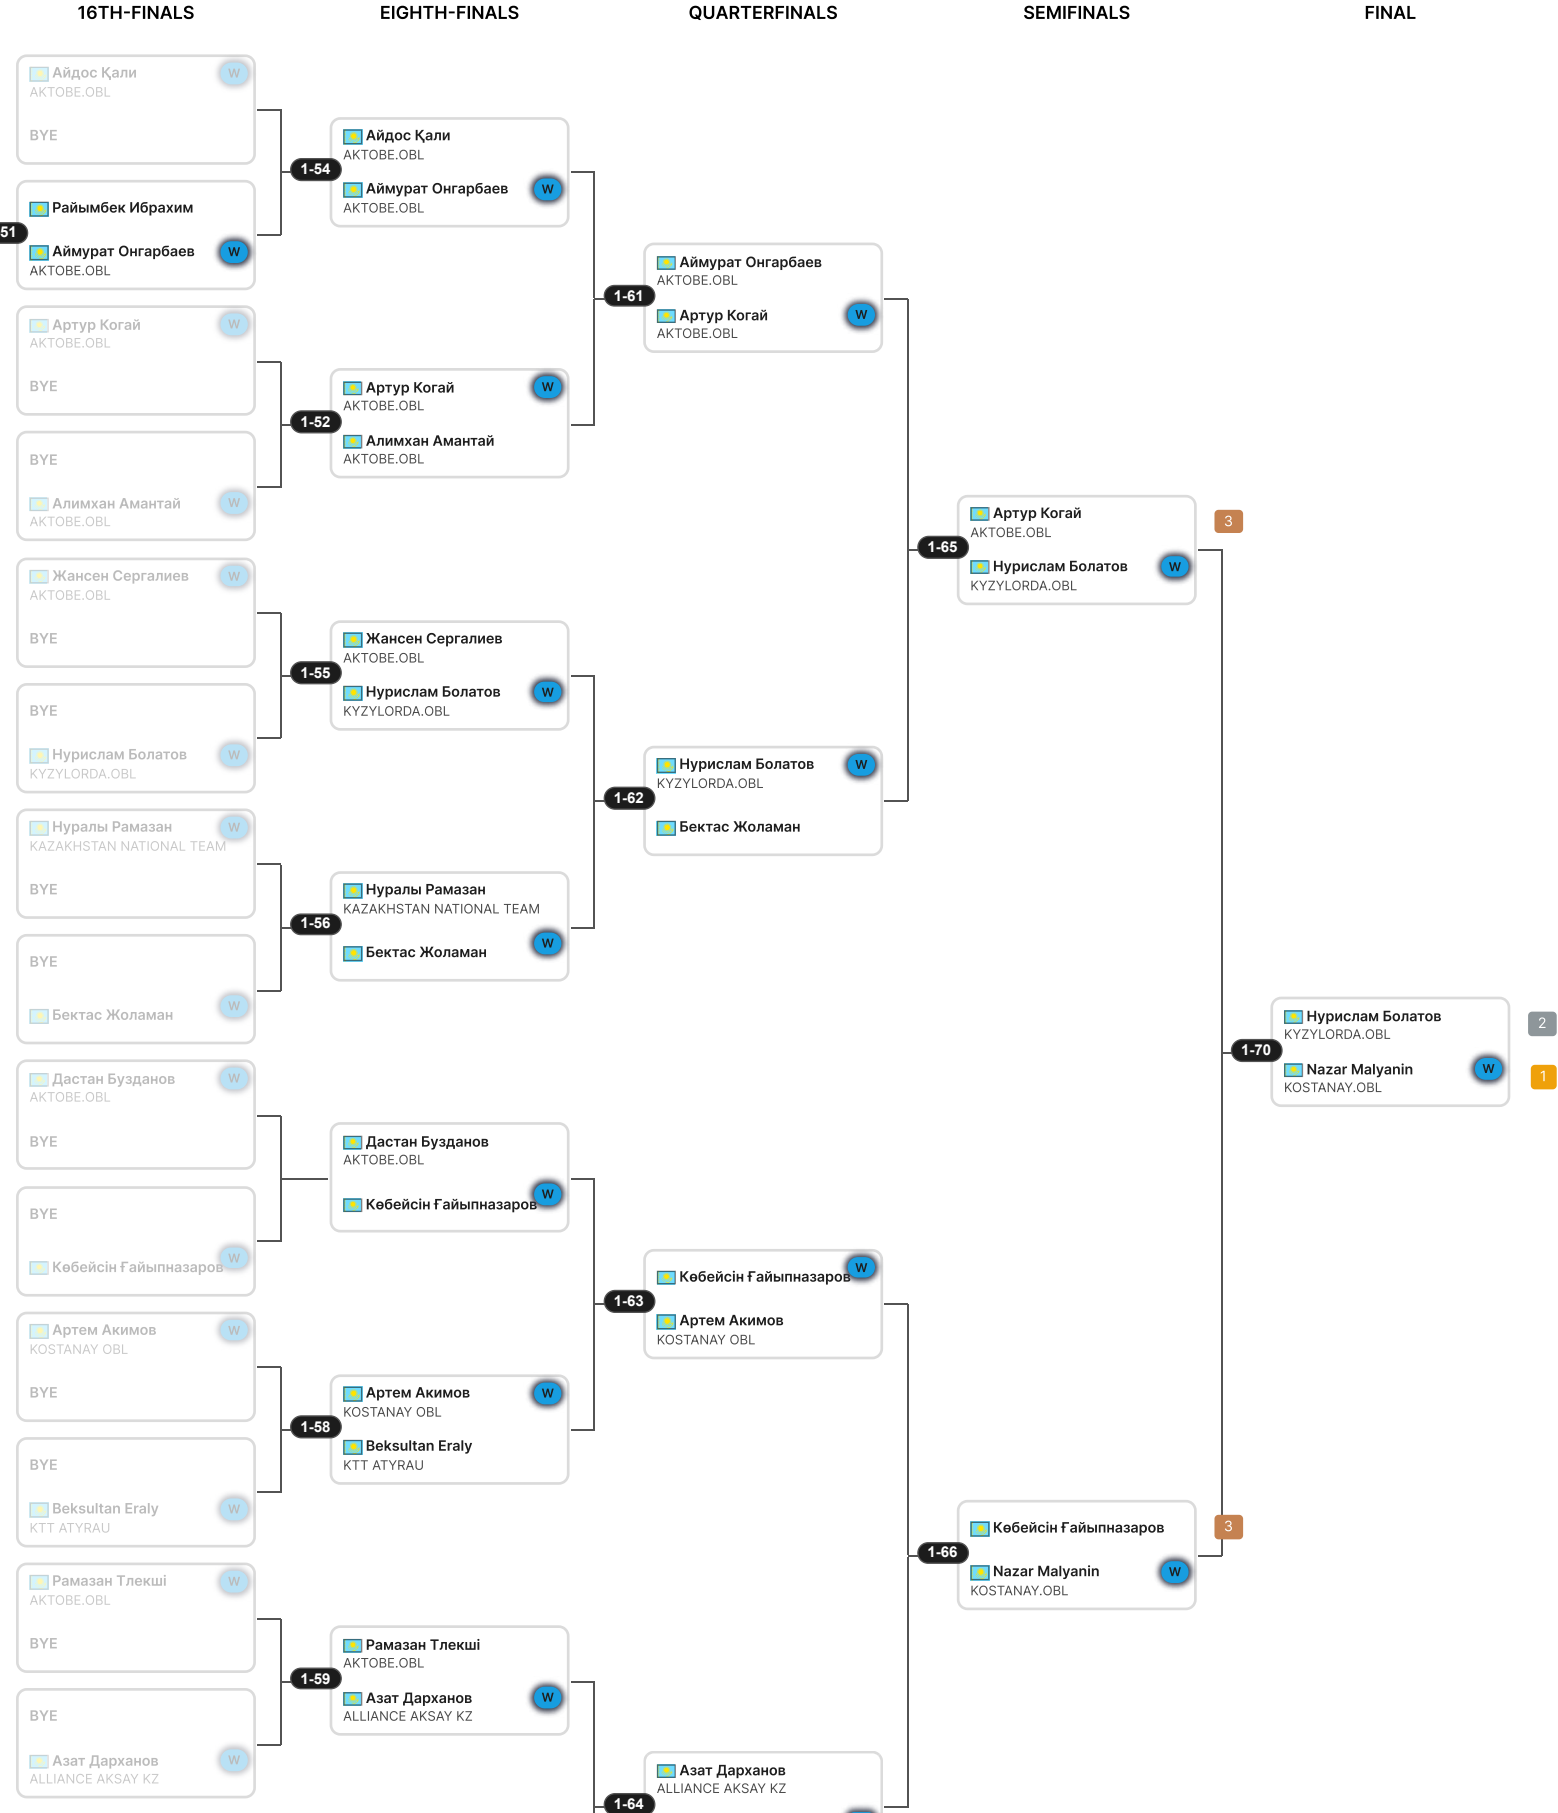 16TH-FINALS
EIGHTH-FINALS
QUARTERFINALS
SEMIFINALS
FINAL
Айдос Қали
W
AKTOBE.OBL
BYE
51
Райымбек Ибрахим
Аймурат Онгарбаев
W
AKTOBE.OBL
Артур Когай
W
AKTOBE.OBL
BYE
BYE
Алимхан Амантай
W
AKTOBE.OBL
Жансен Сергалиев
W
AKTOBE.OBL
BYE
BYE
Нурислам Болатов
W
KYZYLORDA.OBL
Нуралы Рамазан
W
KAZAKHSTAN NATIONAL TEAM
BYE
BYE
Бектас Жоламан
W
Дастан Бузданов
W
AKTOBE.OBL
BYE
BYE
Көбейсін Ғайыпназаров
W
Артем Акимов
W
KOSTANAY OBL
BYE
BYE
Beksultan Eraly
W
KTT ATYRAU
Рамазан Тлекші
W
AKTOBE.OBL
BYE
BYE
Азат Дарханов
W
ALLIANCE AKSAY KZ
1-54
Айдос Қали
AKTOBE.OBL
Аймурат Онгарбаев
W
AKTOBE.OBL
1-52
Артур Когай
W
AKTOBE.OBL
Алимхан Амантай
AKTOBE.OBL
1-55
Жансен Сергалиев
AKTOBE.OBL
Нурислам Болатов
W
KYZYLORDA.OBL
1-56
Нуралы Рамазан
KAZAKHSTAN NATIONAL TEAM
Бектас Жоламан
W
Дастан Бузданов
AKTOBE.OBL
Көбейсін Ғайыпназаров
W
1-58
Артем Акимов
W
KOSTANAY OBL
Beksultan Eraly
KTT ATYRAU
1-59
Рамазан Тлекші
AKTOBE.OBL
Азат Дарханов
W
ALLIANCE AKSAY KZ
1-61
Аймурат Онгарбаев
AKTOBE.OBL
Артур Когай
W
AKTOBE.OBL
1-62
Нурислам Болатов
W
KYZYLORDA.OBL
Бектас Жоламан
1-63
Көбейсін Ғайыпназаров
W
Артем Акимов
KOSTANAY OBL
1-64
Азат Дарханов
ALLIANCE AKSAY KZ
1-65
Артур Когай
3
AKTOBE.OBL
Нурислам Болатов
W
KYZYLORDA.OBL
1-66
Көбейсін Ғайыпназаров
3
Nazar Malyanin
W
KOSTANAY.OBL
1-70
Нурислам Болатов
2
KYZYLORDA.OBL
Nazar Malyanin
W
1
KOSTANAY.OBL